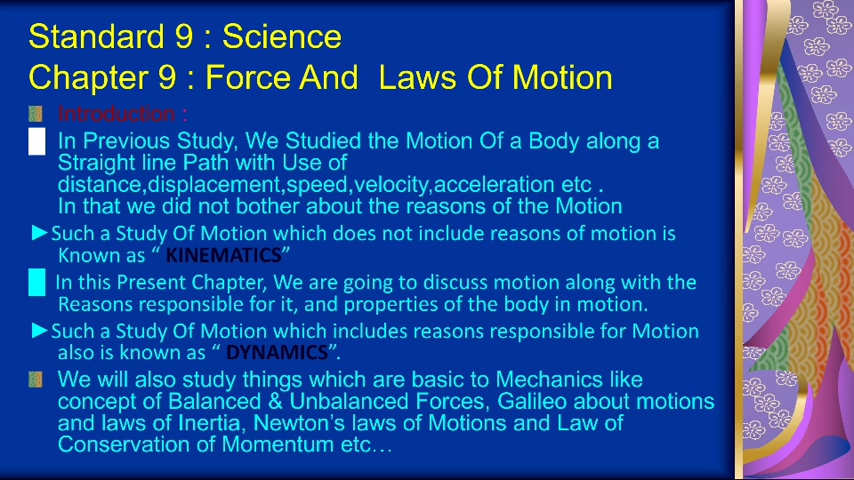 Standard 9 : Science
Chapter 9 : Force And Laws Of Motion
Introduction :
In Previous Study, We Studied the Motion Of a Body along a
Straight line Path with Use of
distance,displacement,speed,velocity,acceleration etc .
In that we did not bother about the reasons of the Motion
►Such a Study Of Motion which does not include reasons of motion is
Known as “ KINEMATICS”
In this Present Chapter, We are going to discuss motion along with the
Reasons responsible for it, and properties of the body in motion.
►Such a Study Of Motion which includes reasons responsible for Motion
also is known as “ DYNAMICS”.
We will also study things which are basic to Mechanics like
concept of Balanced & Unbalanced Forces, Galileo about motions
and laws of Inertia, Newton’s laws of Motions and Law of
Conservation of Momentum etc…